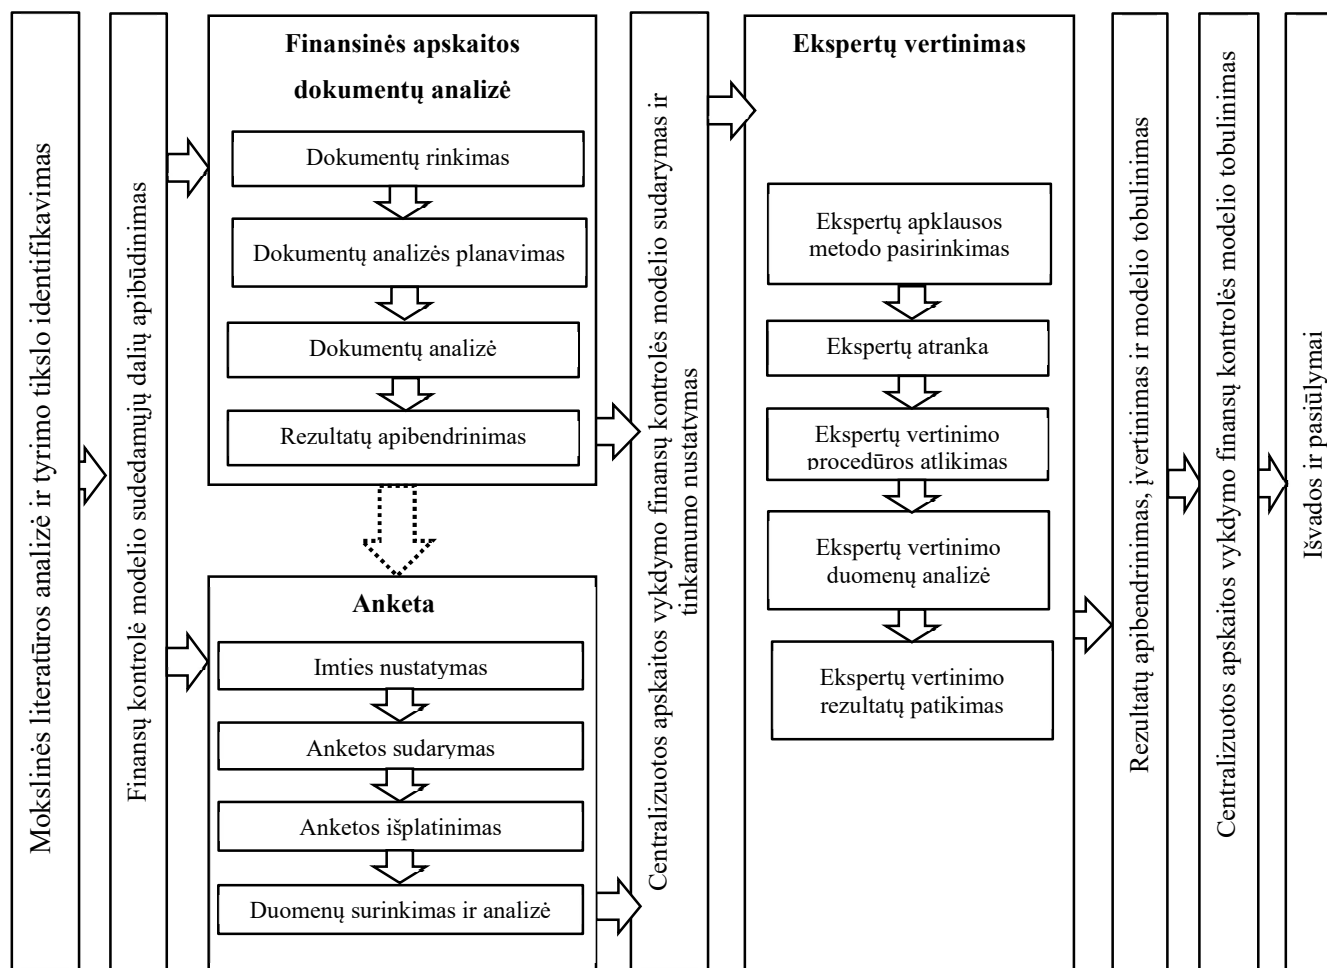 Mokslinės literatūros analizė ir tyrimo tikslo identifikavimas
Finansų kontrolė modelio sudedamųjų dalių apibūdinimas
Finansinės apskaitos
dokumentų analizė
Dokumentų rinkimas
Dokumentų analizės planavimas
Dokumentų analizė
Rezultatų apibendrinimas
Anketa
Imties nustatymas
Anketos sudarymas
Anketos išplatinimas
Duomenų surinkimas ir analizė
Centralizuotos apskaitos vykdymo finansų kontrolės modelio sudarymas ir
tinkamumo nustatymas
Ekspertų vertinimas
Ekspertų apklausos
metodo pasirinkimas
Ekspertų atranka
Ekspertų vertinimo
procedūros atlikimas
Ekspertų vertinimo
duomenų analizė
Ekspertų vertinimo
rezultatų patikimas
Rezultatų apibendrinimas, įvertinimas ir modelio tobulinimas
Centralizuotos apskaitos vykdymo finansų kontrolės modelio tobulinimas
Išvados ir pasiūlymai